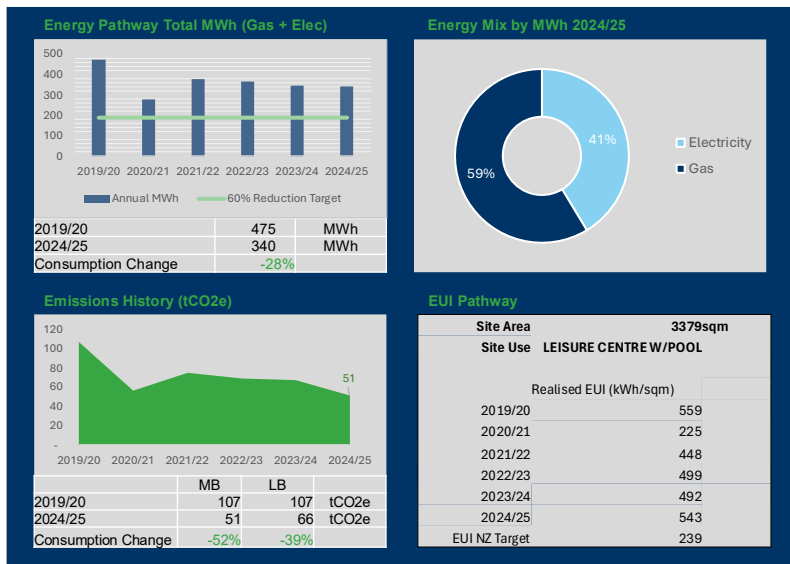 Energy Pathway Total MWh (Gas + Elec)
500
400
300
200
100
0
2019/20 2020/21 2021/22 2022/23 2023/24 2024/25
Annual MWh 60% Reduction Target
2019/20 475 MWh
2024/25 340 MWh
Consumption Change -28%
Energy Mix by MWh 2024/25
41%
59%
Electricity
Gas
Emissions History (tCO2e)
120
100
80
60
40
20
-
51
2019/20 2020/21 2021/22 2022/23 2023/24 2024/25
MB LB
2019/20 107 107 tCO2e
2024/25 51 66 tCO2e
Consumption Change -52% -39%
EUI Pathway
Site Area 3379sqm
Site Use LEISURE CENTRE W/POOL
Realised EUI (kWh/sqm)
2019/20 559
2020/21 225
2021/22 448
2022/23 499
2023/24 492
2024/25 543
EUI NZ Target 239